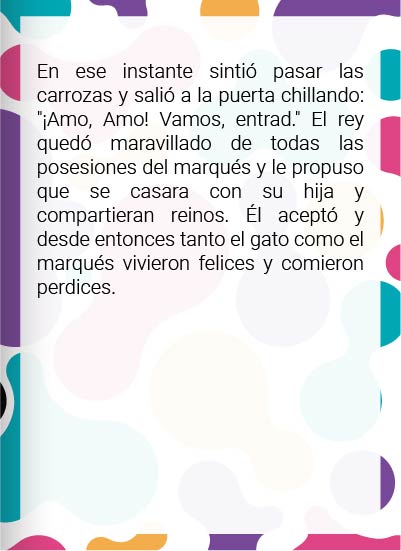 En ese instante sintió pasar las
carrozas y salió a la puerta chillando:
"¡Amo, Amo! Vamos, entrad." El rey
quedó maravillado de todas las
posesiones del marqués y le propuso
que se casara con su hija y
compartieran reinos. Él aceptó y
desde entonces tanto el gato como el
marqués vivieron felices y comieron
perdices.